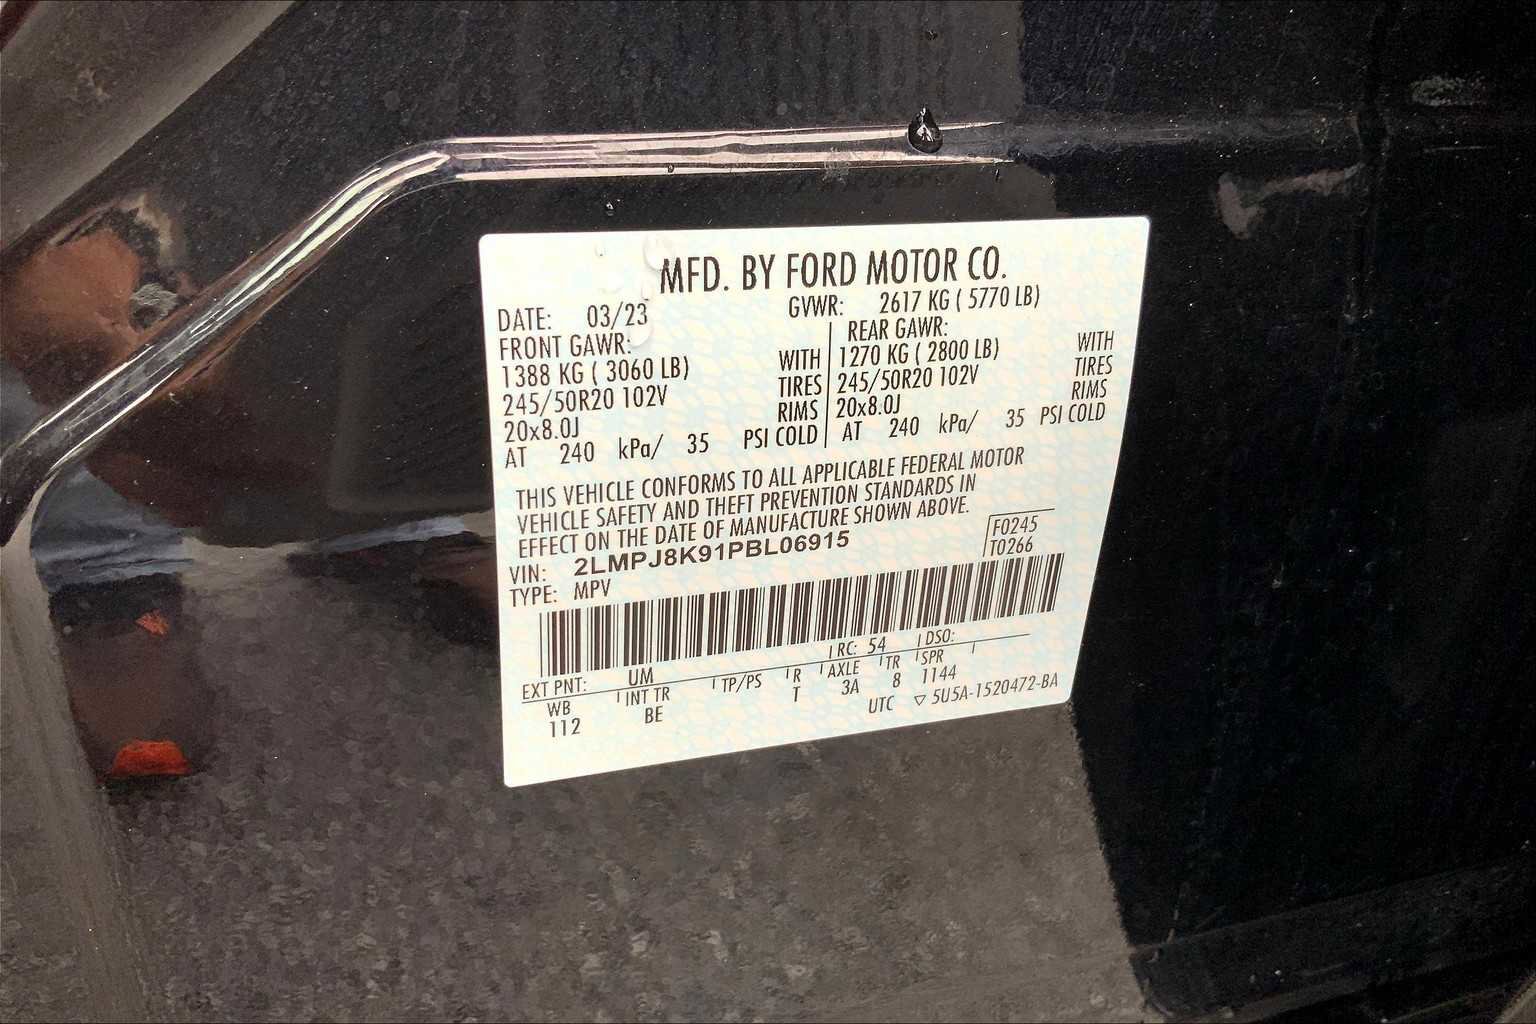 MFD. BY FORD MOTOR CO.
DATE: 03/23 GVWR: 2617 KG ( 5770 LB)
FRONT GAWR: REAR GAWR:
1388 KG ( 3060 LB) WITH 1270 KG ( 2800 LB) WITH
245/50R20 102V TIRES 245/50R20 102V TIRES
20x8.0J RIMS 20x8.0J RIMS
AT 240 kPa/ 35 PSI COLD AT 240 kPa/ 35 PSI COLD
THIS VEHICLE CONFORMS TO ALL APPLICABLE FEDERAL MOTOR
VEHICLE SAFETY AND THEFT PREVENTION STANDARDS IN
EFFECT ON THE DATE OF MANUFACTURE SHOWN ABOVE.
F0245
T0266
VIN: 2LMPJ8K91PBL06915
TYPE: MPV
EXT PNT: UM RC: 54 DSO:
WB INT TR TP/PS R AXLE TR SPR
112 BE T 3A 8 1144
UTC ▽ 5U5A-1520472-BA